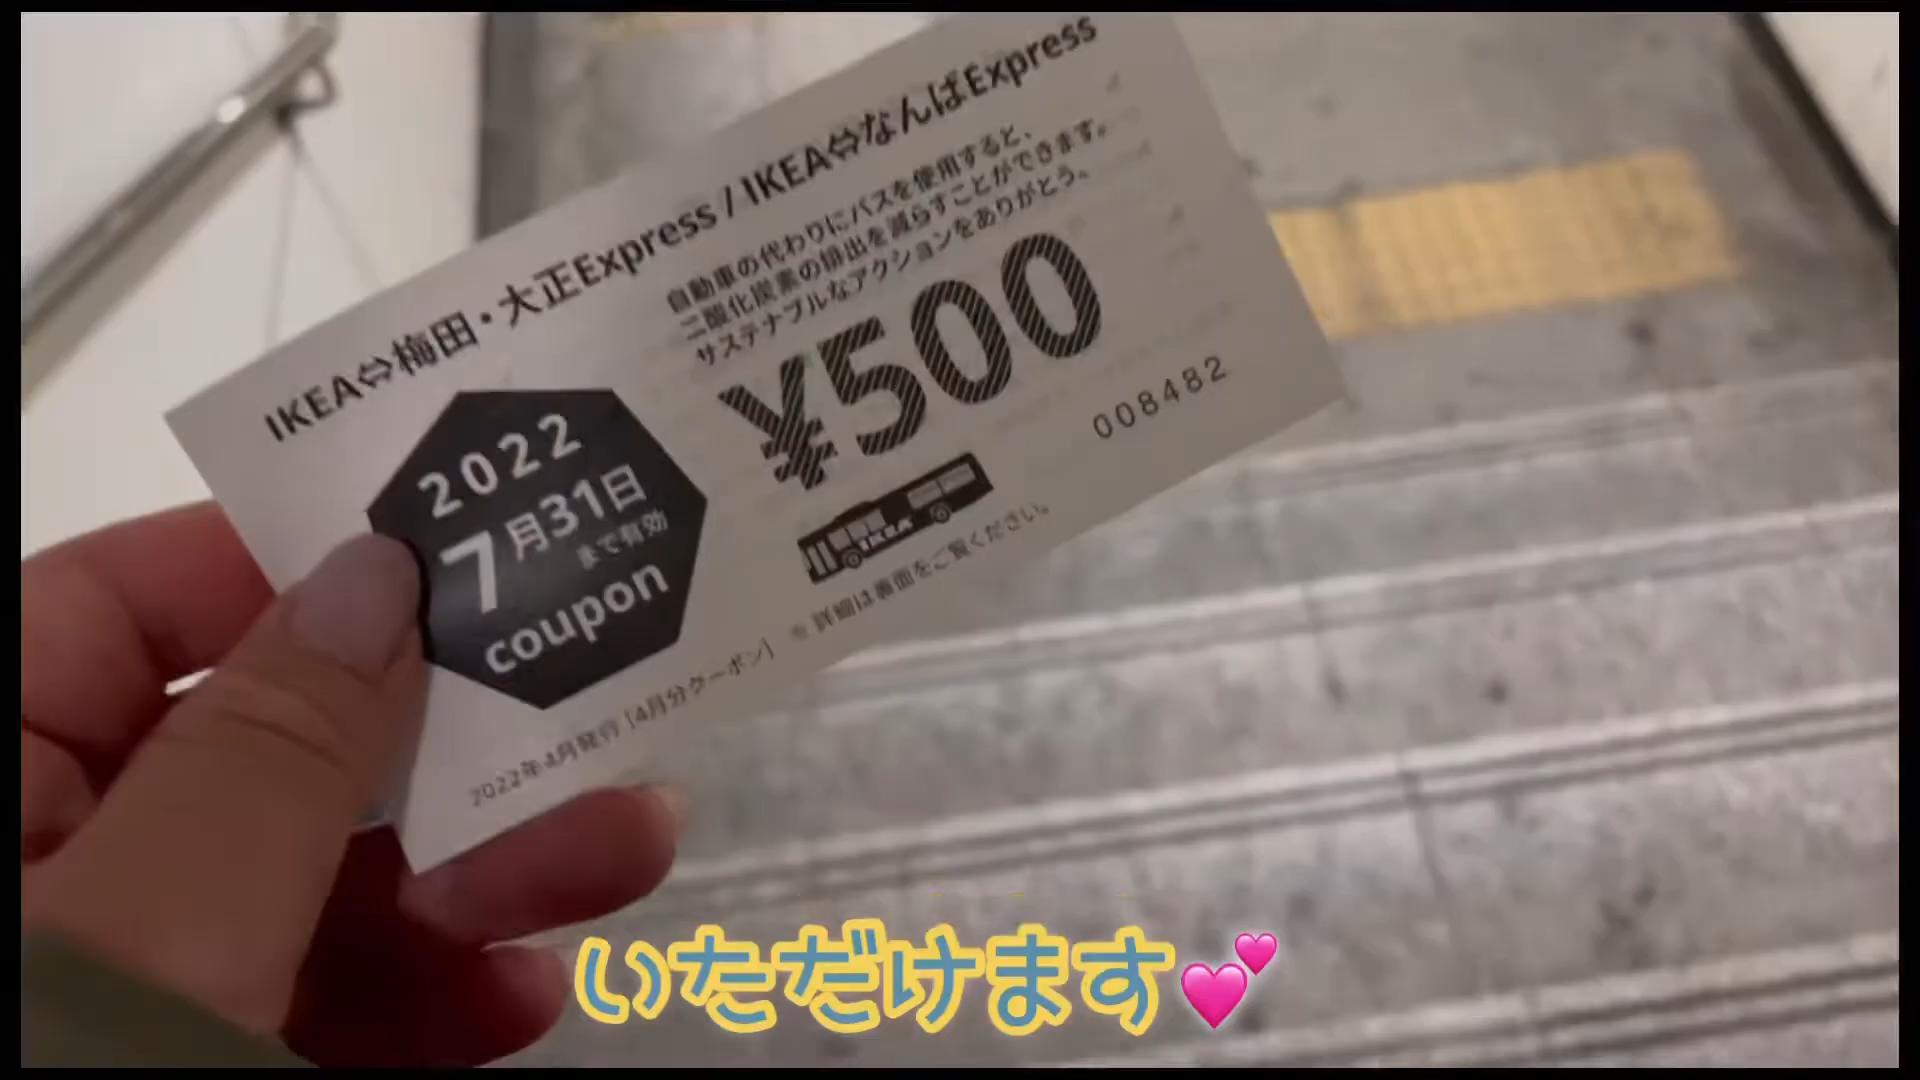 IKEA⇔梅田・大正Express / IKEA⇔なんばExpress
自動車の代わりにバスを使用すると、
二酸化炭素の排出を減らすことができます。
サステナブルなアクションをありがとう。
¥500
008482
2022
7月31日
まで有効
coupon
IKEA
2022年4月発行 [4月分クーポン] ※ 詳細は裏面をご覧ください。
いただけます💕